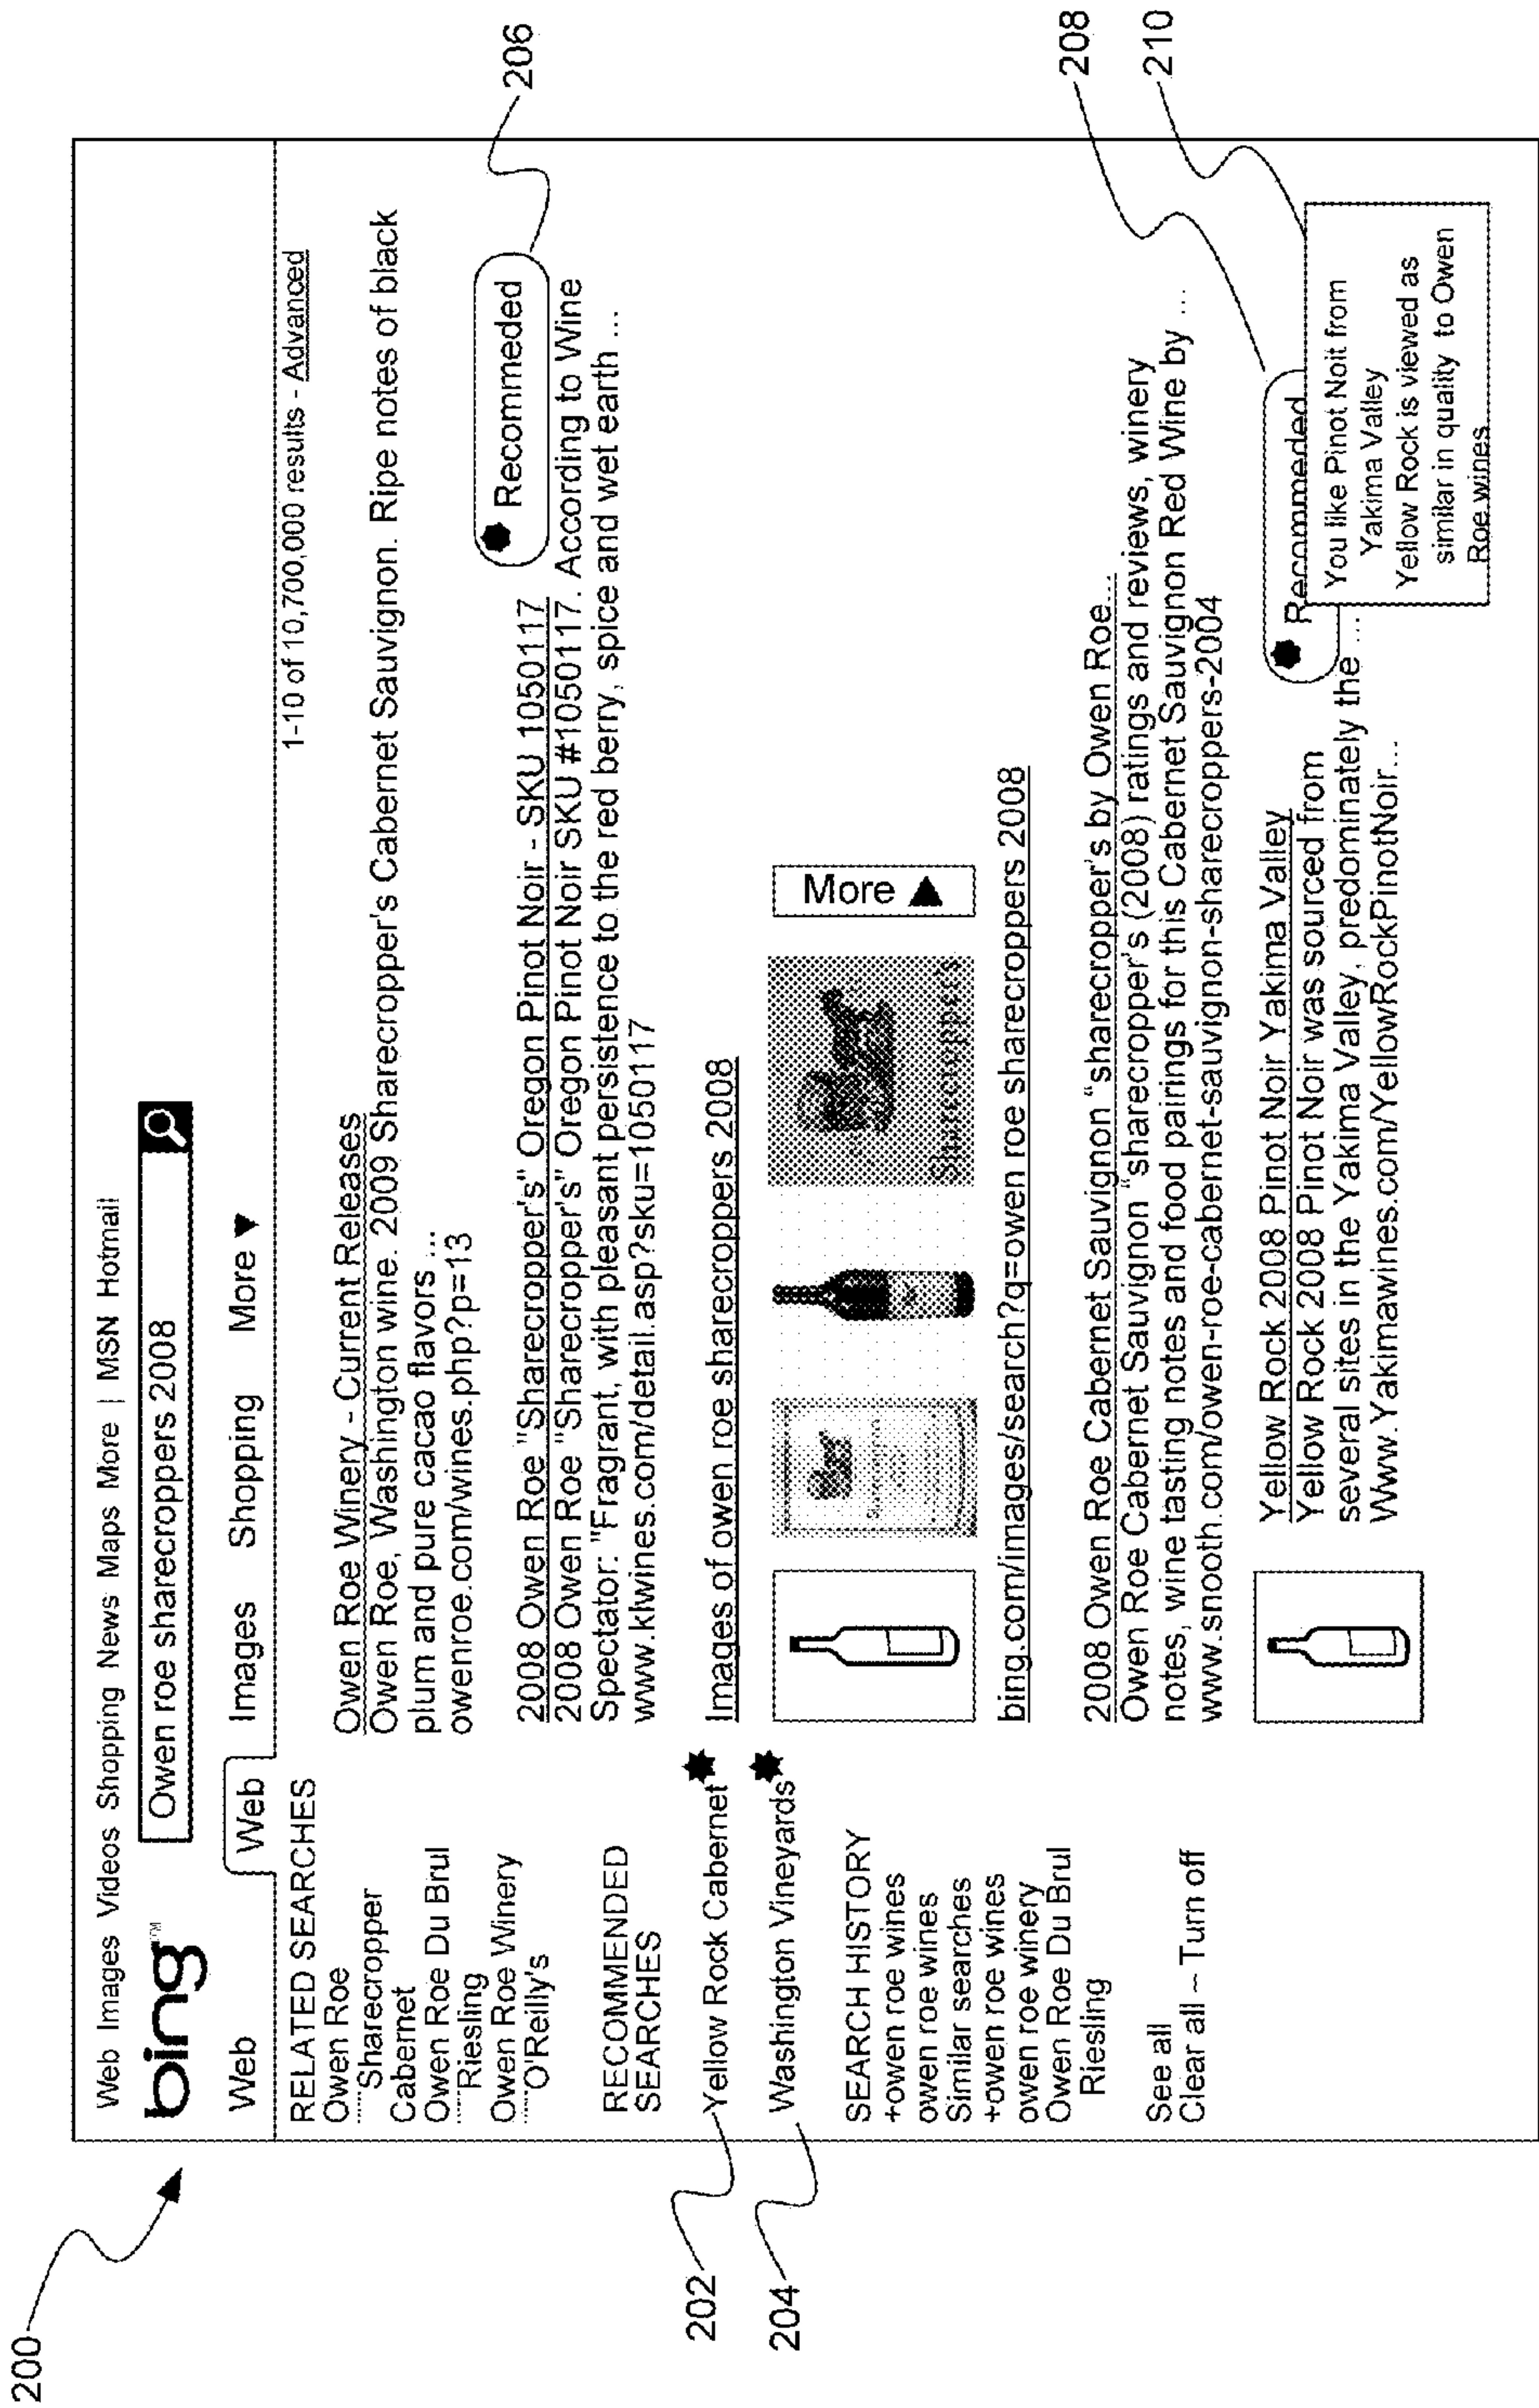 200
Web Images Videos Shopping News Maps More | MSN Hotmail
bing™
Owen roe sharecroppers 2008
Web
Web Images Shopping More ▼
1-10 of 10,700,000 results - Advanced
RELATED SEARCHES
Owen Roe
Sharecropper
Cabernet
Owen Roe Du Brul
Riesling
Owen Roe Winery
O'Reilly's
RECOMMENDED
SEARCHES
Yellow Rock Cabernet
202
Washington Vineyards
204
SEARCH HISTORY
+owen roe wines
owen roe wines
Similar searches
+owen roe wines
owen roe winery
Owen Roe Du Brul
Riesling
See all
Clear all – Turn off
Owen Roe Winery - Current Releases
Owen Roe, Washington wine. 2009 Sharecropper's Cabernet Sauvignon. Ripe notes of black
plum and pure cacao flavors ...
owenroe.com/wines.php?p=13
Recommeded
206
2008 Owen Roe "Sharecropper's" Oregon Pinot Noir - SKU 1050117
2008 Owen Roe "Sharecropper's" Oregon Pinot Noir SKU #1050117. According to Wine
Spectator: "Fragrant, with pleasant persistence to the red berry, spice and wet earth ...
www.klwines.com/detail.asp?sku=1050117
Images of owen roe sharecroppers 2008
Sharecropper's
More ▲
bing.com/images/search?q=owen roe sharecroppers 2008
2008 Owen Roe Cabernet Sauvignon “sharecropper's by Owen Roe...
Owen Roe Cabernet Sauvignon “sharecropper's (2008) ratings and reviews, winery
notes, wine tasting notes and food pairings for this Cabernet Sauvignon Red Wine by ...
www.snooth.com/owen-roe-cabernet-sauvignon-sharecroppers-2004
Yellow Rock 2008 Pinot Noir Yakima Valley
Yellow Rock 2008 Pinot Noir was sourced from
several sites in the Yakima Valley, predominately the ...
Www.Yakimawines.com/YellowRockPinotNoir...
Recommeded
208
You like Pinot Noit from
Yakima Valley
Yellow Rock is viewed as
similar in quality to Owen
Roe wines
210